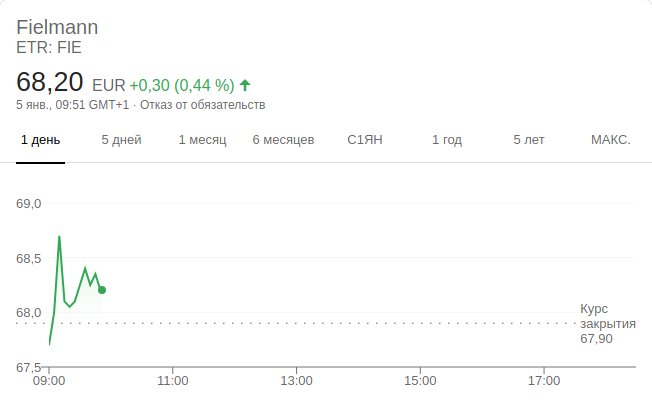 Fielmann
ETR: FIE
68,20 EUR +0,30 (0,44 %)
5 янв., 09:51 GMT+1 · Отказ от обязательств
1 день 5 дней 1 месяц 6 месяцев С1ЯН 1 год 5 лет МАКС.
69,0
68,5
68,0
67,5
Курс
закрытия
67,90
09:00 11:00 13:00 15:00 17:00